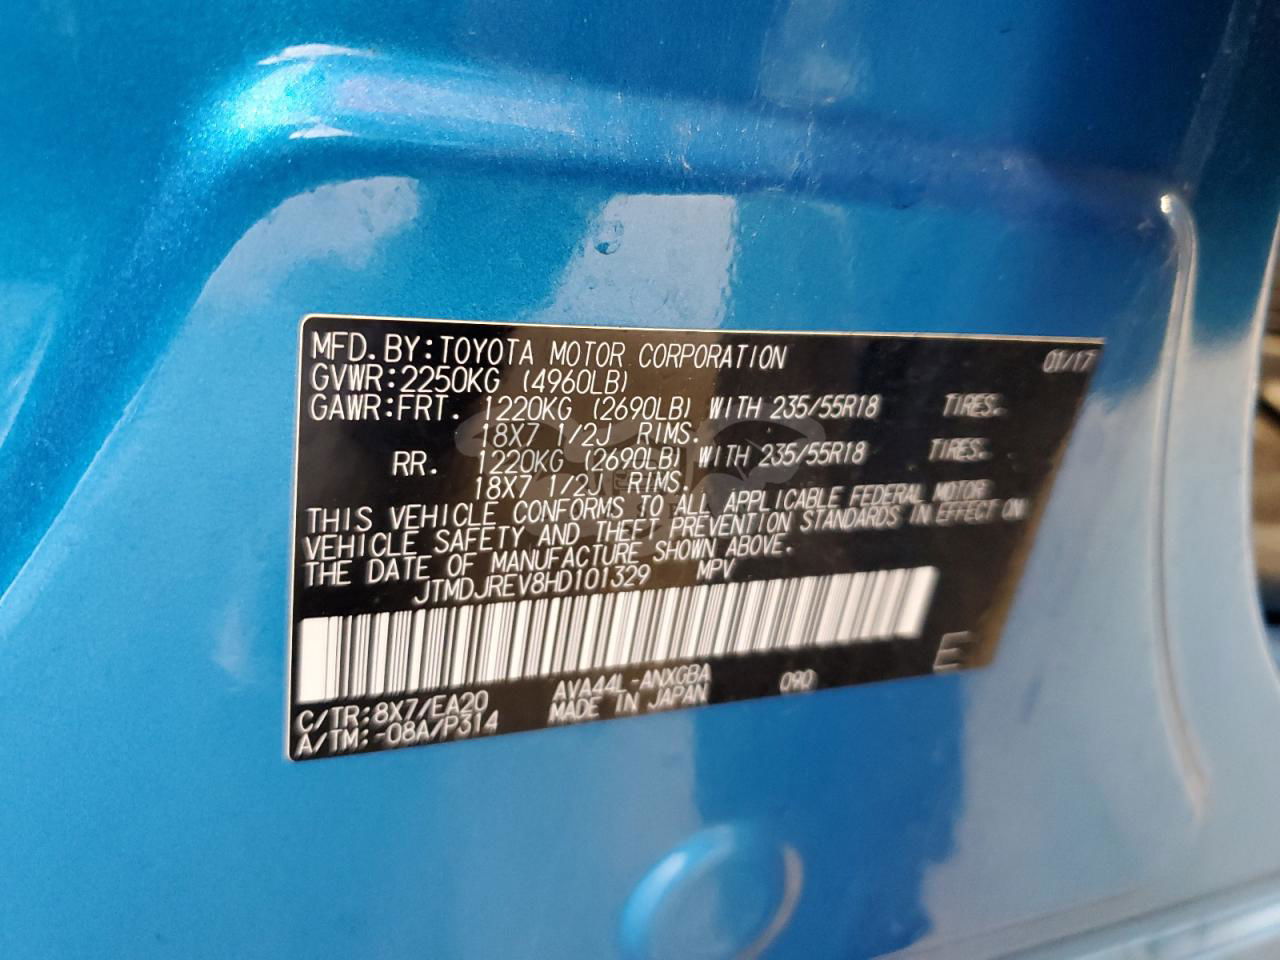 MFD. BY:TOYOTA MOTOR CORPORATION 01/17
GVWR:2250KG (4960LB)
GAWR:FRT. 1220KG (2690LB) WITH 235/55R18 TIRES.
18X7 1/2J RIMS.
RR. 1220KG (2690LB) WITH 235/55R18 TIRES.
18X7 1/2J RIMS.
THIS VEHICLE CONFORMS TO ALL APPLICABLE FEDERAL MOTOR
VEHICLE SAFETY AND THEFT PREVENTION STANDARDS IN EFFECT ON
THE DATE OF MANUFACTURE SHOWN ABOVE.
JTMDJREV8HD101329 MPV
C/TR:8X7/EA20 AVA44L-ANXGBA 090 E
A/TM:-08A/P314 MADE IN JAPAN